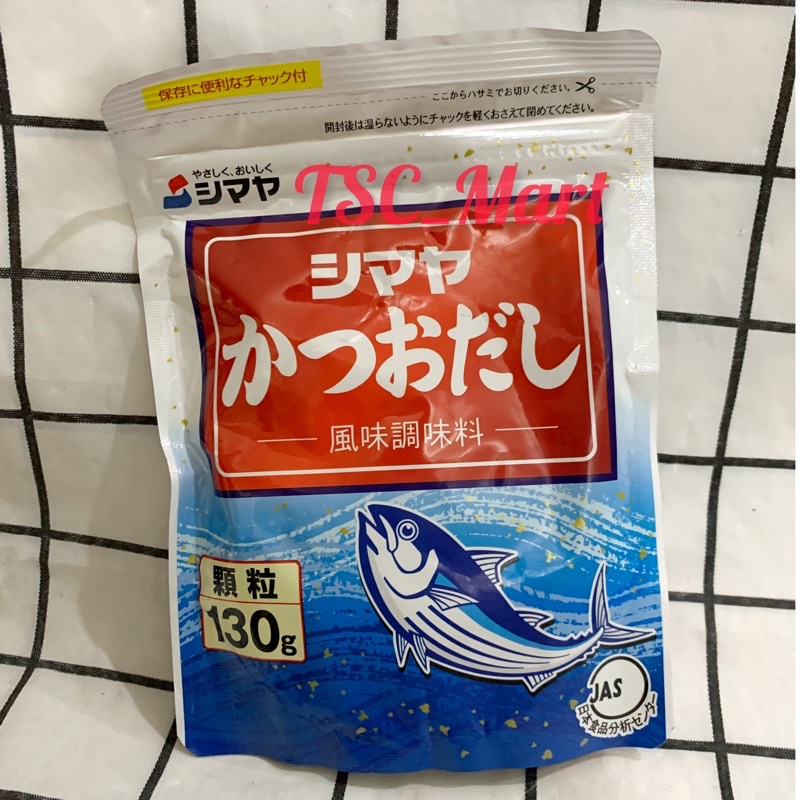 保存に便利なチャック付
ここからハサミでお切りください。
開封後は湿らないようにチャックを軽くおさえて閉めてください。
やさしく、おいしく
シマヤ
TSC_Mart
シマヤ
かつおだし
風味調味料
顆粒
130g
JAS
日本食品分析センター